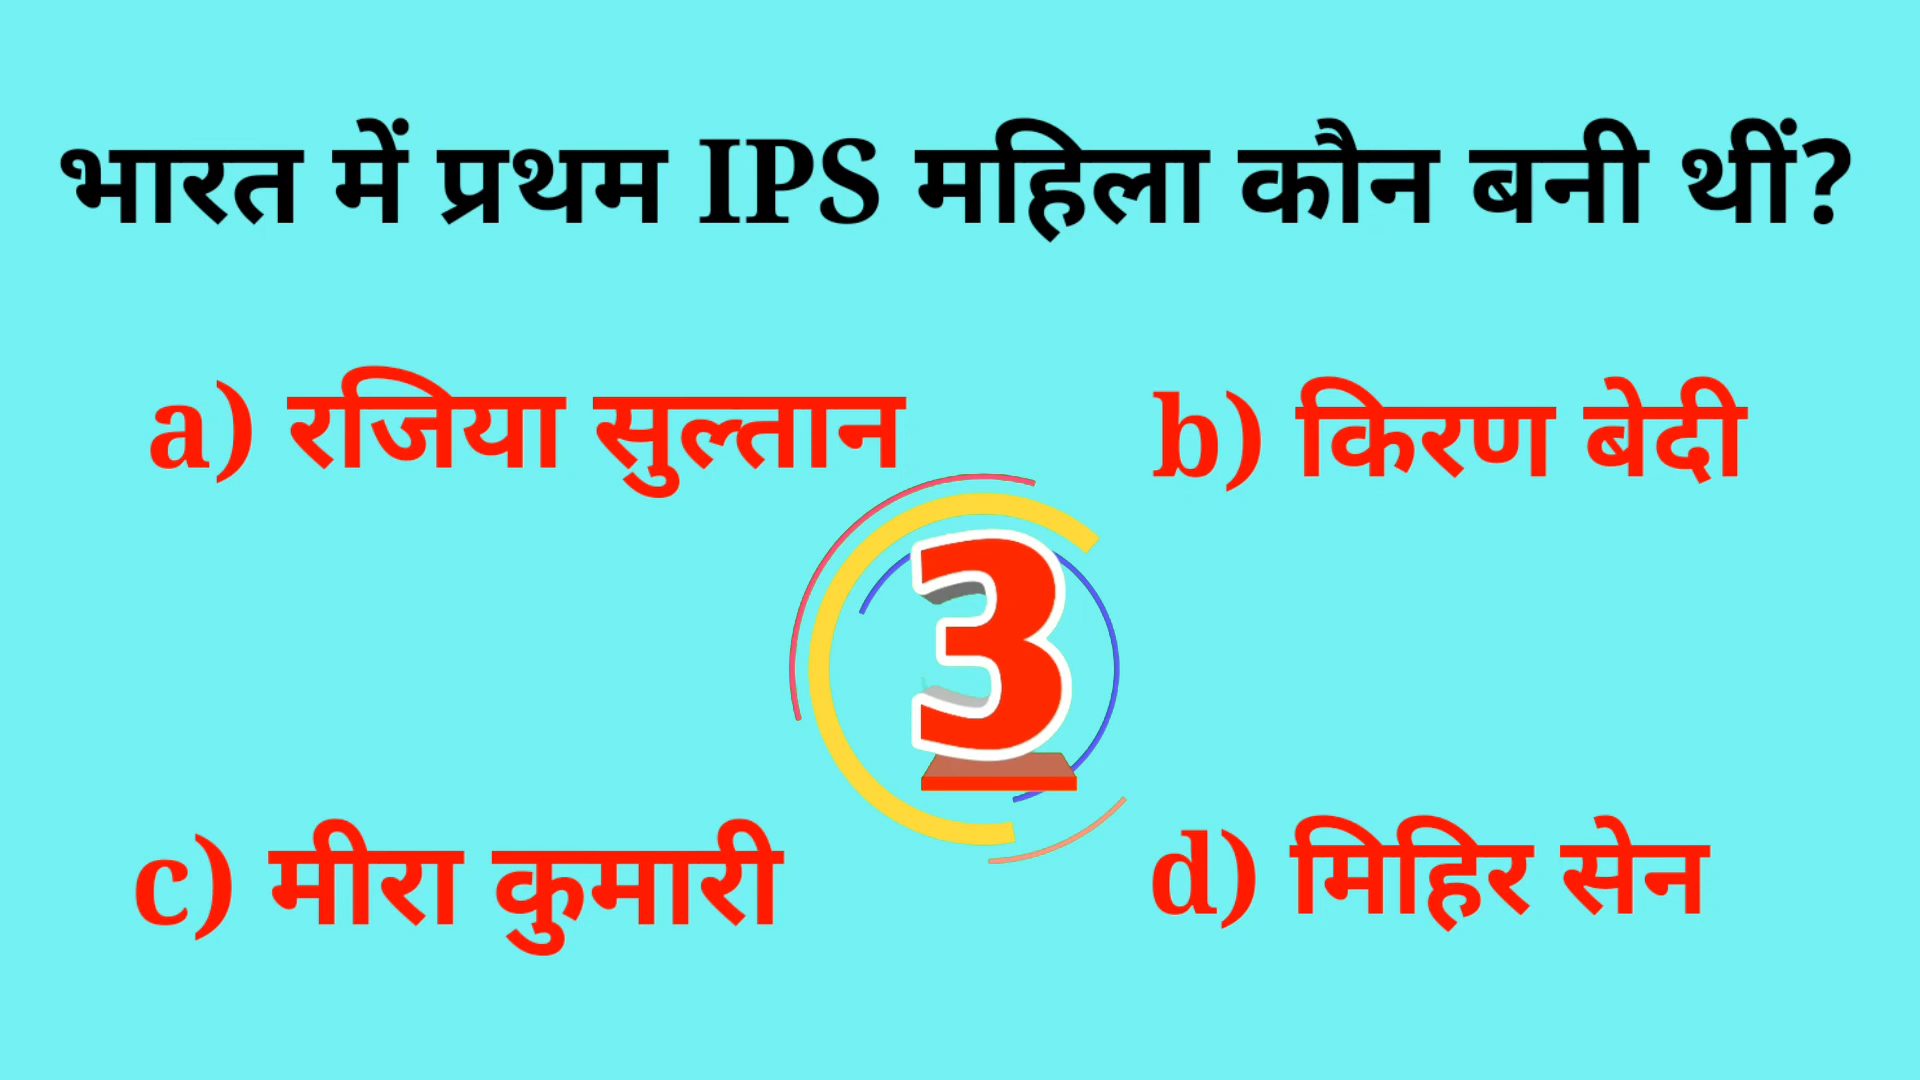 भारत में प्रथम IPS महिला कौन बनी थीं?
a) रजिया सुल्तान
b) किरण बेदी
3
c) मीरा कुमारी
d) मिहिर सेन